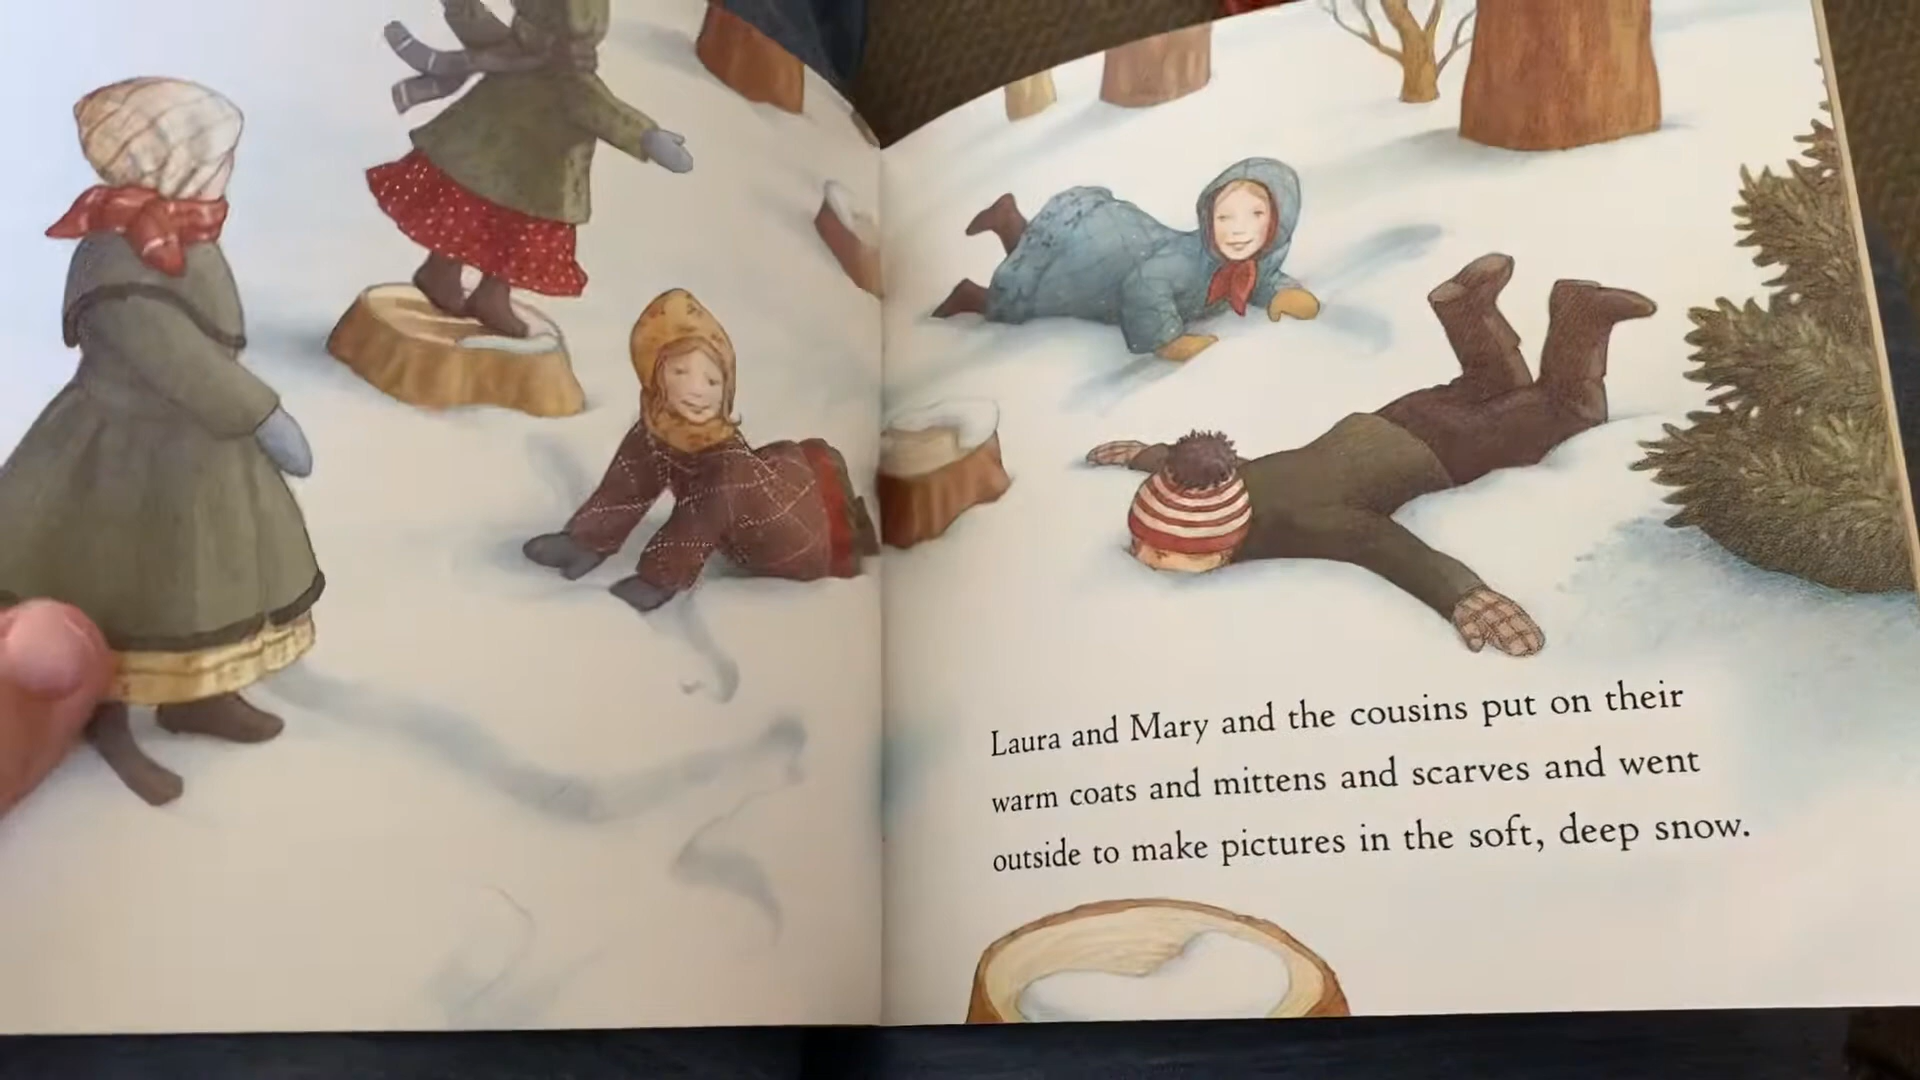 Laura and Mary and the cousins put on their
warm coats and mittens and scarves and went
outside to make pictures in the soft, deep snow.